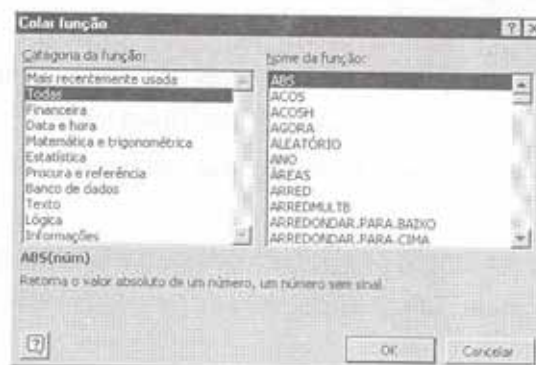 Colar função
Categoria da função:
Mais recentemente usada
Todas
Financeira
Data e hora
Matemática e trigonométrica
Estatística
Procura e referência
Banco de dados
Texto
Lógica
Informações
Nome da função:
ABS
ACOS
ACOSH
AGORA
ALEATÓRIO
ANO
ÁREAS
ARRED
ARREDMULTB
ARREDONDAR.PARA.BAIXO
ARREDONDAR.PARA.CIMA
ABS(núm)
Retorna o valor absoluto de um número, um número sem sinal.
OK
Cancelar